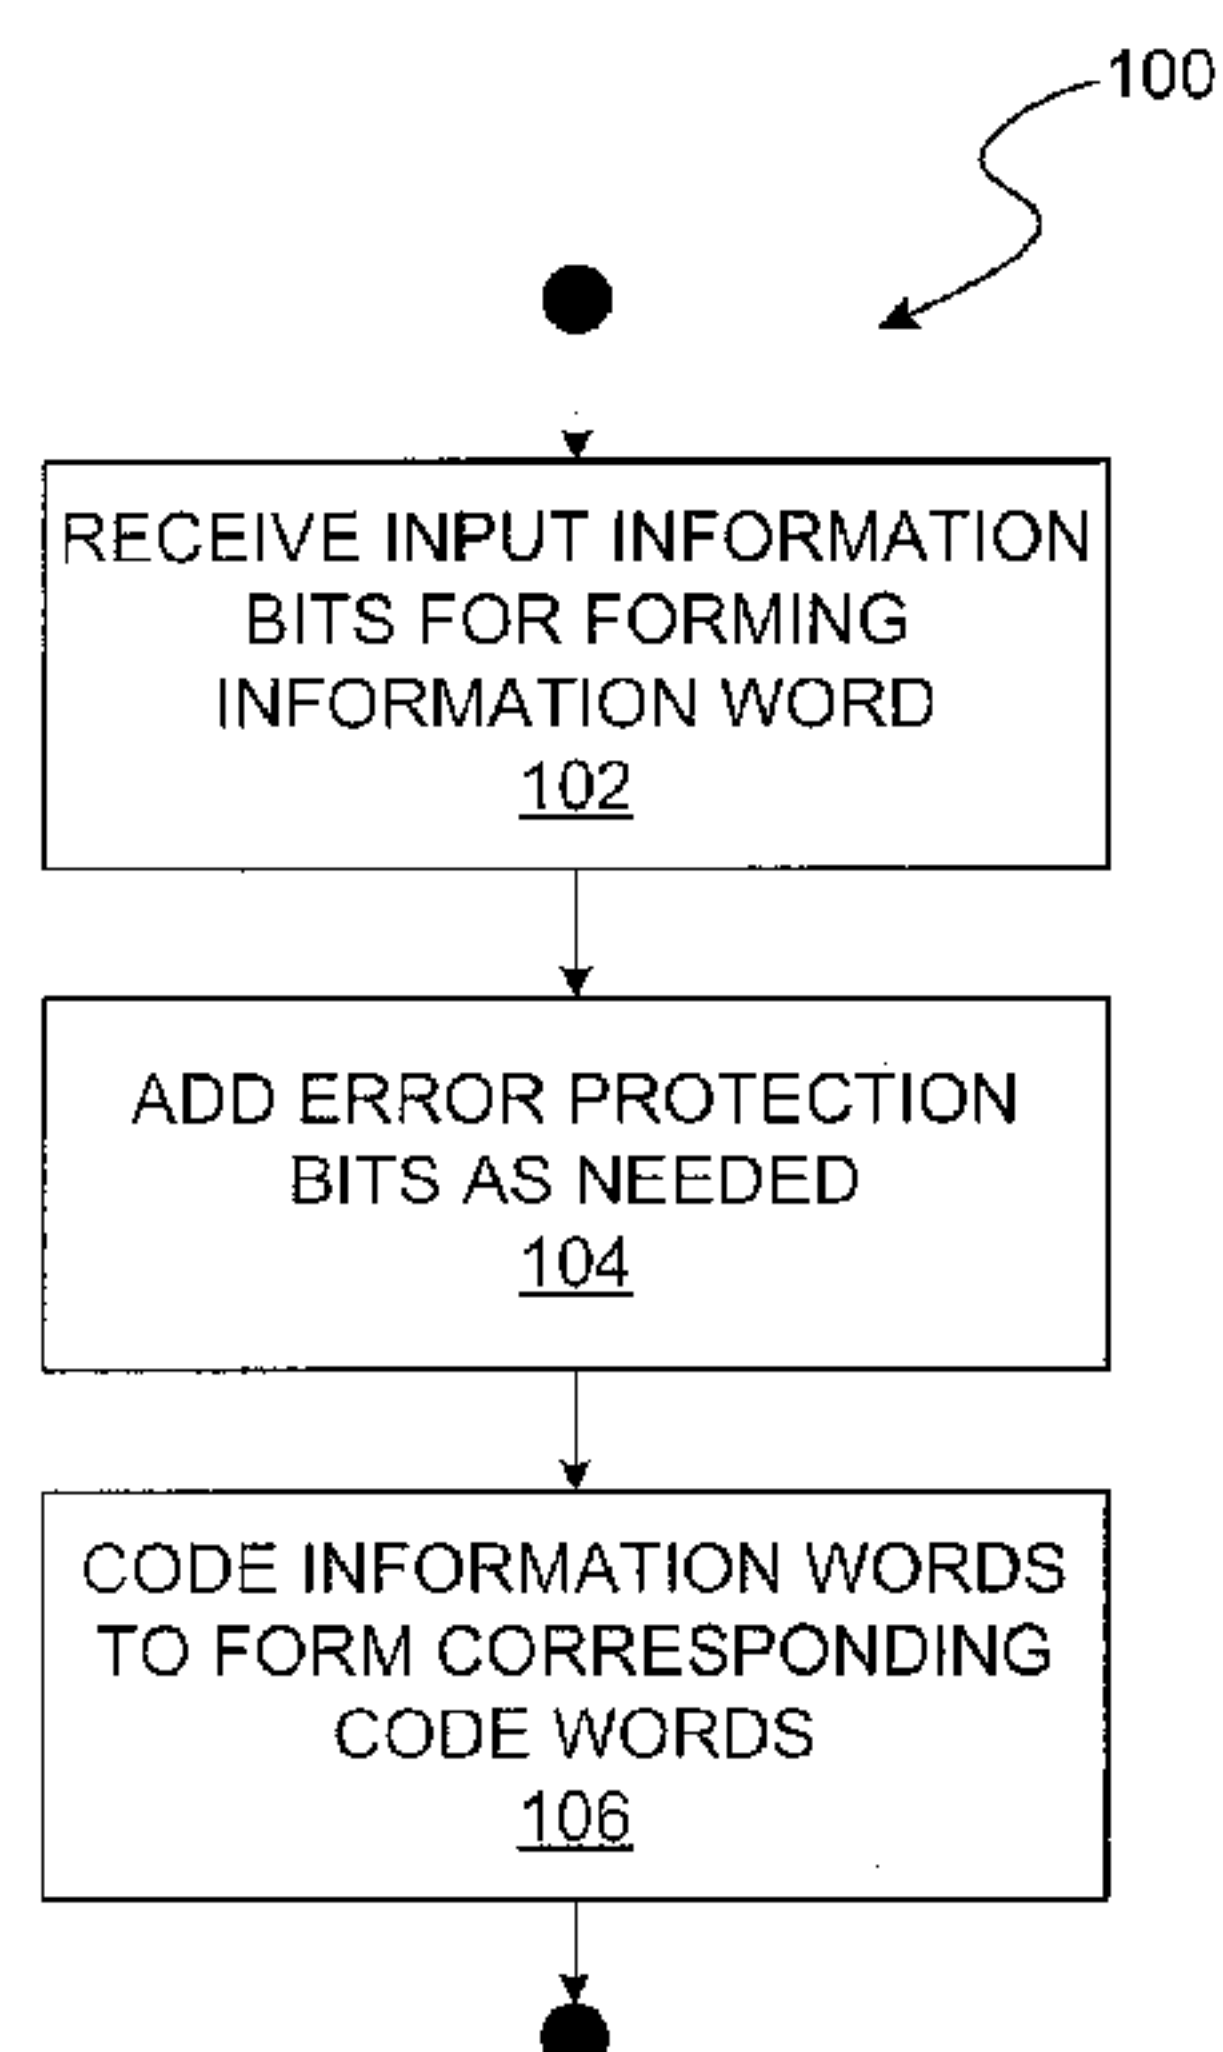 100
RECEIVE INPUT INFORMATION
BITS FOR FORMING
INFORMATION WORD
102
ADD ERROR PROTECTION
BITS AS NEEDED
104
CODE INFORMATION WORDS
TO FORM CORRESPONDING
CODE WORDS
106